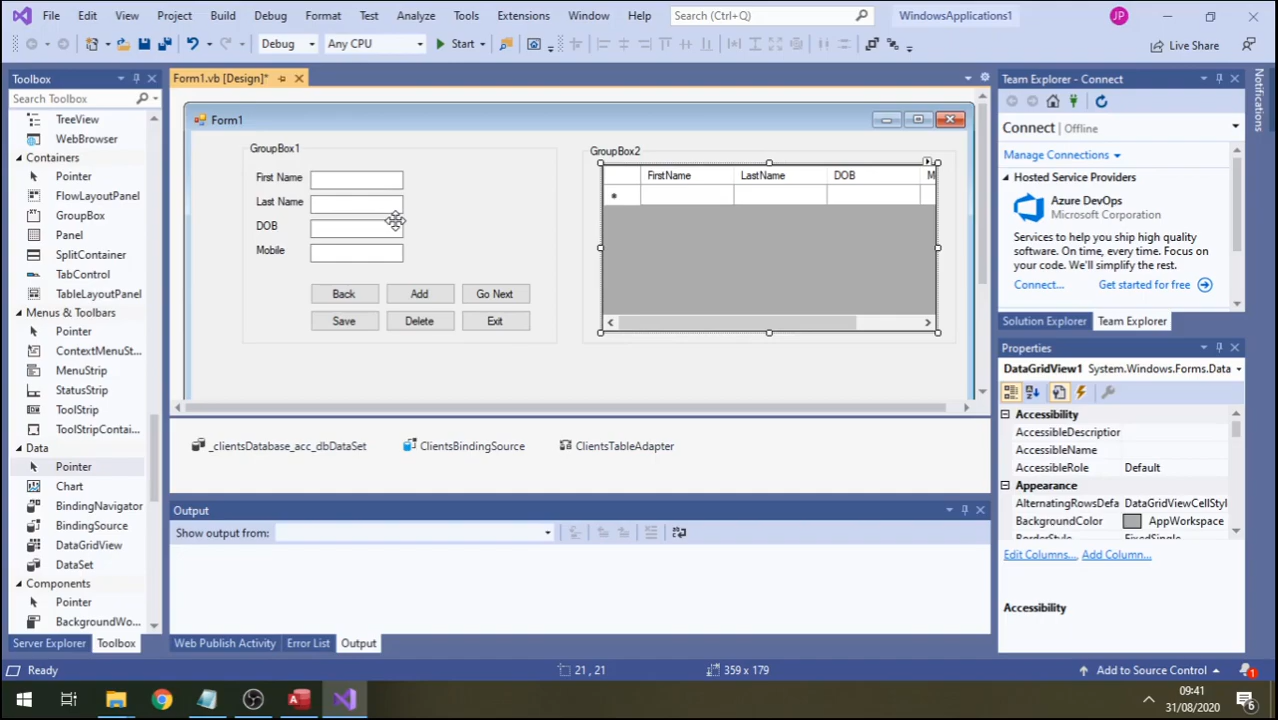 File Edit View Project Build Debug Format Test Analyze Tools Extensions Window Help Search (Ctrl+Q) WindowsApplications1 JP
Debug Any CPU Start Live Share
Toolbox
Search Toolbox
TreeView
WebBrowser
Containers
Pointer
FlowLayoutPanel
GroupBox
Panel
SplitContainer
TabControl
TableLayoutPanel
Menus & Toolbars
Pointer
ContextMenuSt...
MenuStrip
StatusStrip
ToolStrip
ToolStripContai...
Data
Pointer
Chart
BindingNavigator
BindingSource
DataGridView
DataSet
Components
Pointer
BackgroundWo...
Server Explorer Toolbox
Form1.vb [Design]*
Form1
GroupBox1
First Name
Last Name
DOB
Mobile
Back Add Go Next
Save Delete Exit
GroupBox2
FirstName LastName DOB M
_clientsDatabase_acc_dbDataSet ClientsBindingSource ClientsTableAdapter
Output
Show output from:
Web Publish Activity Error List Output
Team Explorer - Connect
Connect | Offline
Manage Connections
Hosted Service Providers
Azure DevOps
Microsoft Corporation
Services to help you ship high quality
software. On time, every time. Focus on
your code. We'll simplify the rest.
Connect... Get started for free
Solution Explorer Team Explorer
Properties
DataGridView1 System.Windows.Forms.Data
Accessibility
AccessibleDescription
AccessibleName
AccessibleRole Default
Appearance
AlternatingRowsDefa DataGridViewCellStyl
BackgroundColor AppWorkspace
BorderStyle FixedSingle
Edit Columns... Add Column...
Accessibility
Notifications
Ready 21 , 21 359 x 179 Add to Source Control 1
09:41
31/08/2020
6